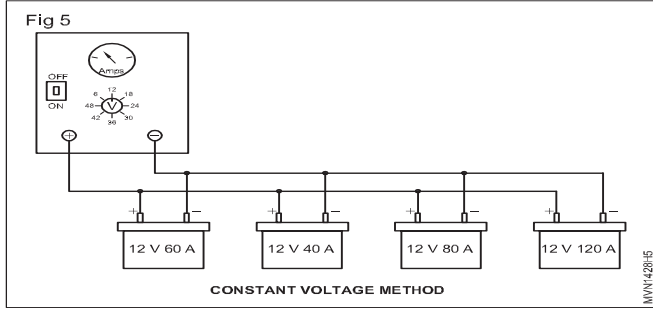 Fig 5
Amps
OFF
ON
6 12 18
48 V 24
42 36 30
+ −
+ − + − + − + −
12 V 60 A 12 V 40 A 12 V 80 A 12 V 120 A
CONSTANT VOLTAGE METHOD
MVN1428H5